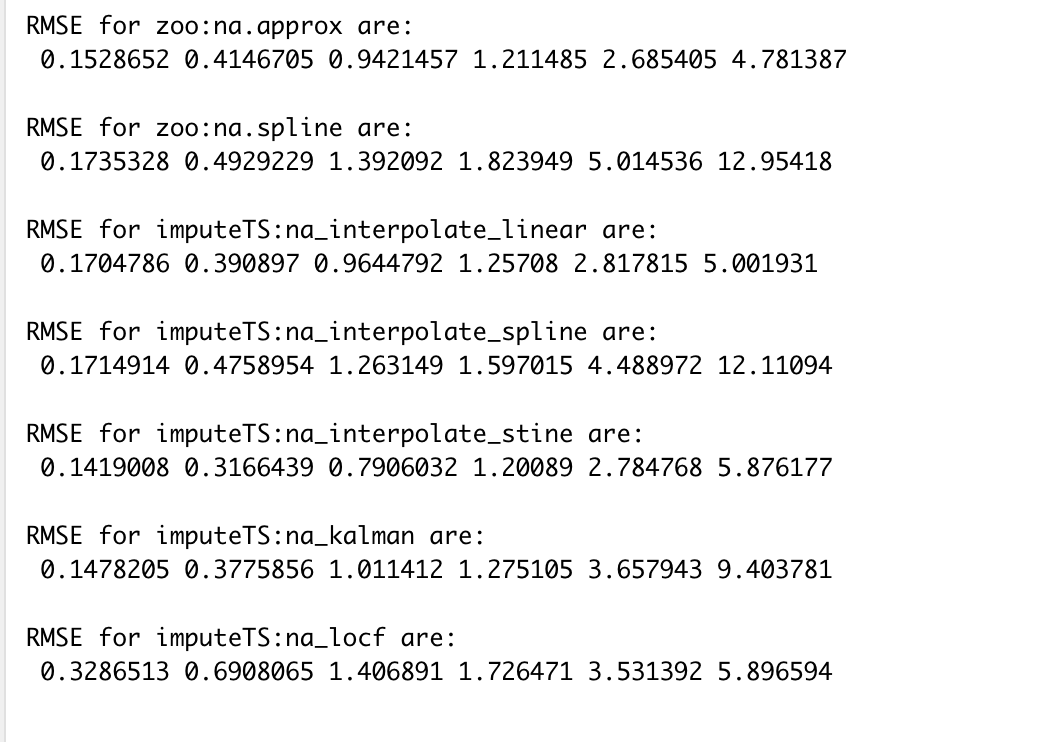 RMSE for zoo:na.approx are:
0.1528652 0.4146705 0.9421457 1.211485 2.685405 4.781387
RMSE for zoo:na.spline are:
0.1735328 0.4929229 1.392092 1.823949 5.014536 12.95418
RMSE for imputeTS:na_interpolate_linear are:
0.1704786 0.390897 0.9644792 1.25708 2.817815 5.001931
RMSE for imputeTS:na_interpolate_spline are:
0.1714914 0.4758954 1.263149 1.597015 4.488972 12.11094
RMSE for imputeTS:na_interpolate_stine are:
0.1419008 0.3166439 0.7906032 1.20089 2.784768 5.876177
RMSE for imputeTS:na_kalman are:
0.1478205 0.3775856 1.011412 1.275105 3.657943 9.403781
RMSE for imputeTS:na_locf are:
0.3286513 0.6908065 1.406891 1.726471 3.531392 5.896594